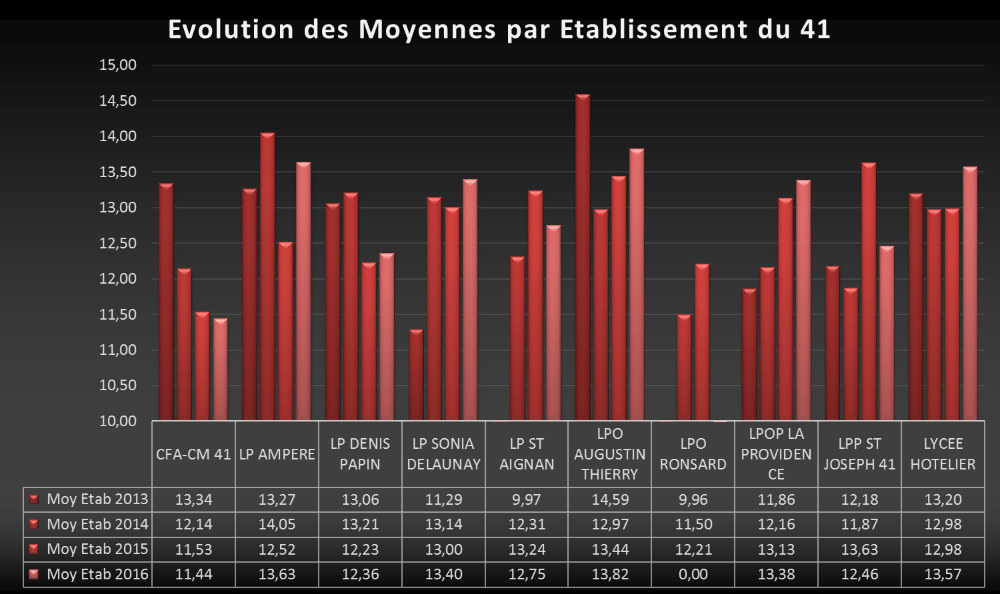 Evolution des Moyennes par Etablissement du 41
15,00
14,50
14,00
13,50
13,00
12,50
12,00
11,50
11,00
10,50
10,00
CFA-CM 41
LP AMPERE
LP DENIS
PAPIN
LP SONIA
DELAUNAY
LP ST
AIGNAN
LPO
AUGUSTIN
THIERRY
LPO
RONSARD
LPOP LA
PROVIDEN
CE
LPP ST
JOSEPH 41
LYCEE
HOTELIER
Moy Etab 2013 13,34 13,27 13,06 11,29 9,97 14,59 9,96 11,86 12,18 13,20
Moy Etab 2014 12,14 14,05 13,21 13,14 12,31 12,97 11,50 12,16 11,87 12,98
Moy Etab 2015 11,53 12,52 12,23 13,00 13,24 13,44 12,21 13,13 13,63 12,98
Moy Etab 2016 11,44 13,63 12,36 13,40 12,75 13,82 0,00 13,38 12,46 13,57